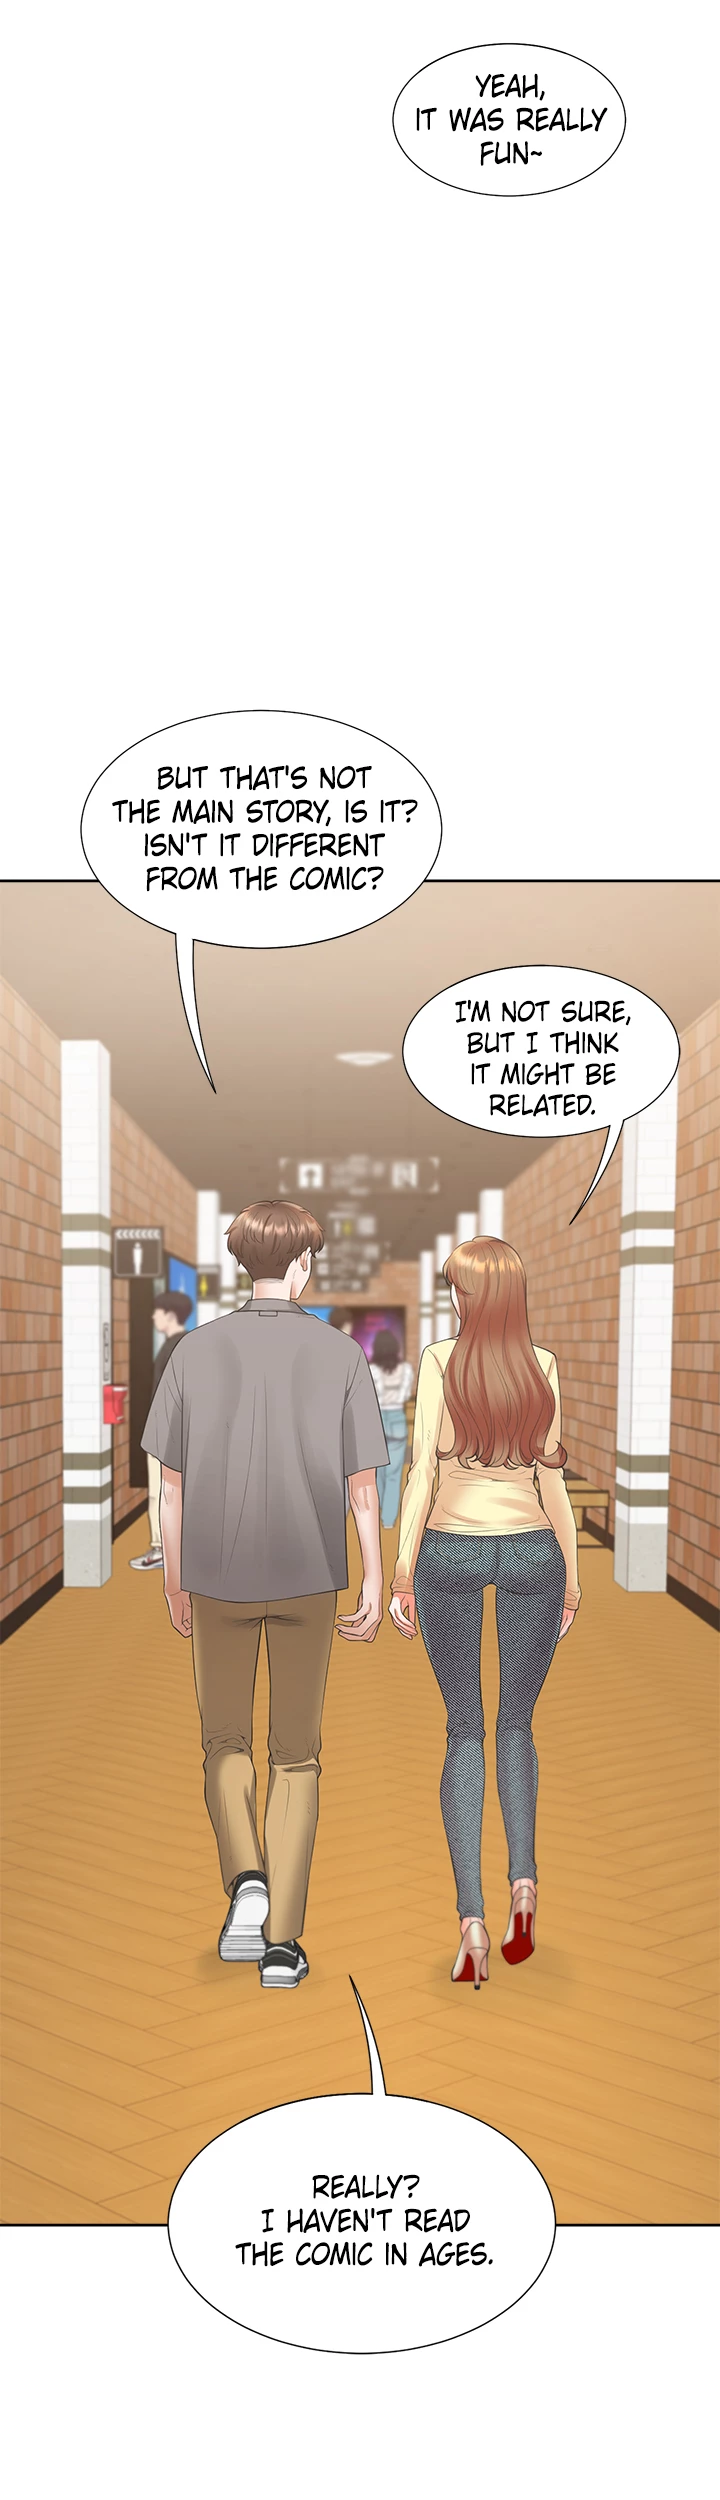 YEAH,
IT WAS REALLY
FUN~
BUT THAT'S NOT
THE MAIN STORY, IS IT?
ISN'T IT DIFFERENT
FROM THE COMIC?
I'M NOT SURE,
BUT I THINK
IT MIGHT BE
RELATED.
REALLY?
I HAVEN'T READ
THE COMIC IN AGES.